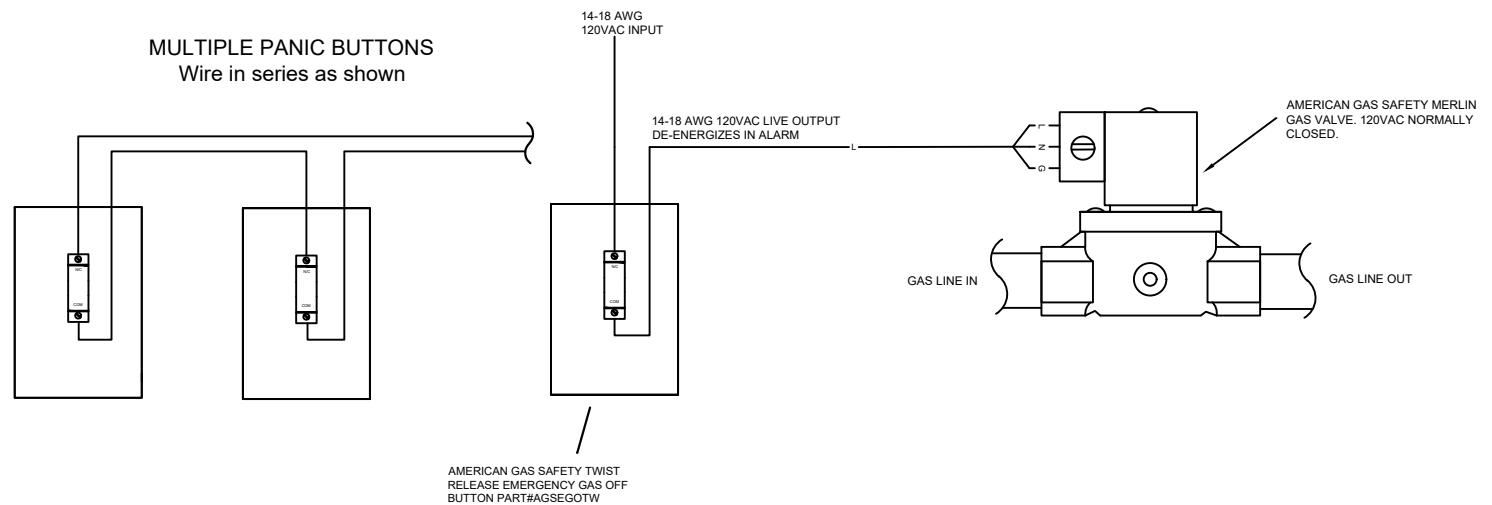 14-18 AWG
120VAC INPUT
MULTIPLE PANIC BUTTONS
Wire in series as shown
14-18 AWG 120VAC LIVE OUTPUT
DE-ENERGIZES IN ALARM
L
L
N
G
AMERICAN GAS SAFETY MERLIN
GAS VALVE. 120VAC NORMALLY
CLOSED.
N/C
COM
N/C
COM
N/C
COM
GAS LINE IN
GAS LINE OUT
AMERICAN GAS SAFETY TWIST
RELEASE EMERGENCY GAS OFF
BUTTON PART#AGSEGOTW